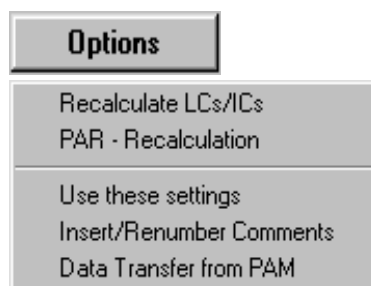 Options
Recalculate LCs/ICs
PAR - Recalculation
Use these settings
Insert/Renumber Comments
Data Transfer from PAM